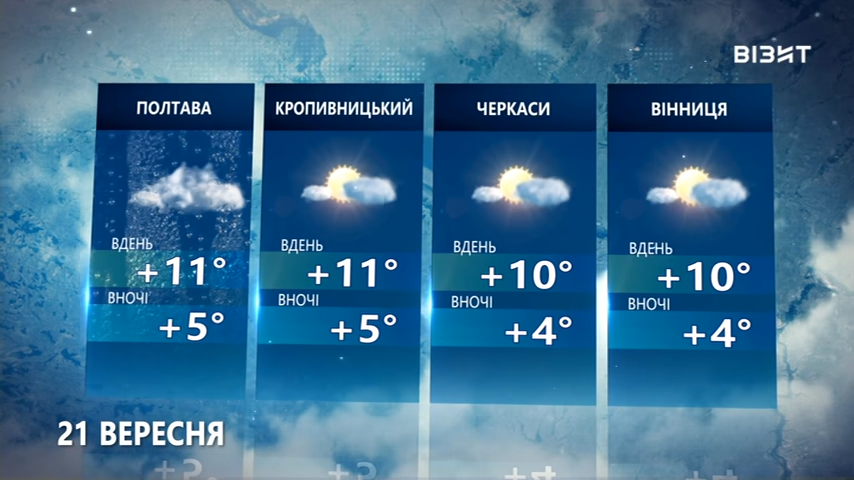 ВІЗИТ
ПОЛТАВА
ВДЕНЬ
+11°
ВНОЧІ
+5°
КРОПИВНИЦЬКИЙ
ВДЕНЬ
+11°
ВНОЧІ
+5°
ЧЕРКАСИ
ВДЕНЬ
+10°
ВНОЧІ
+4°
ВІННИЦЯ
ВДЕНЬ
+10°
ВНОЧІ
+4°
21 ВЕРЕСНЯ